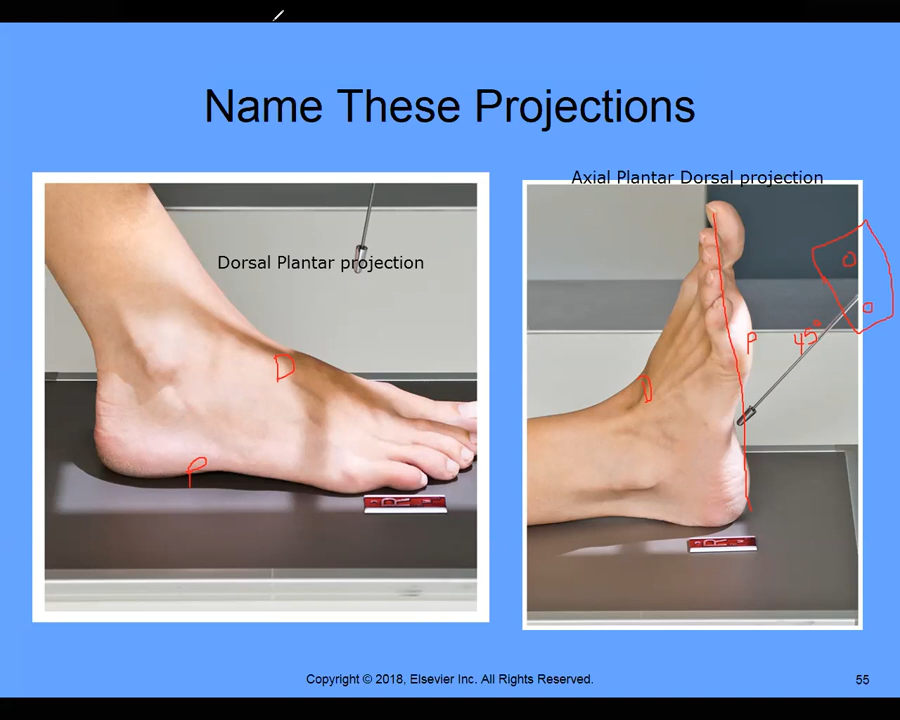 Name These Projections
Axial Plantar Dorsal projection
Dorsal Plantar projection
D
P
R
D
P
45°
R
Copyright © 2018, Elsevier Inc. All Rights Reserved.
55